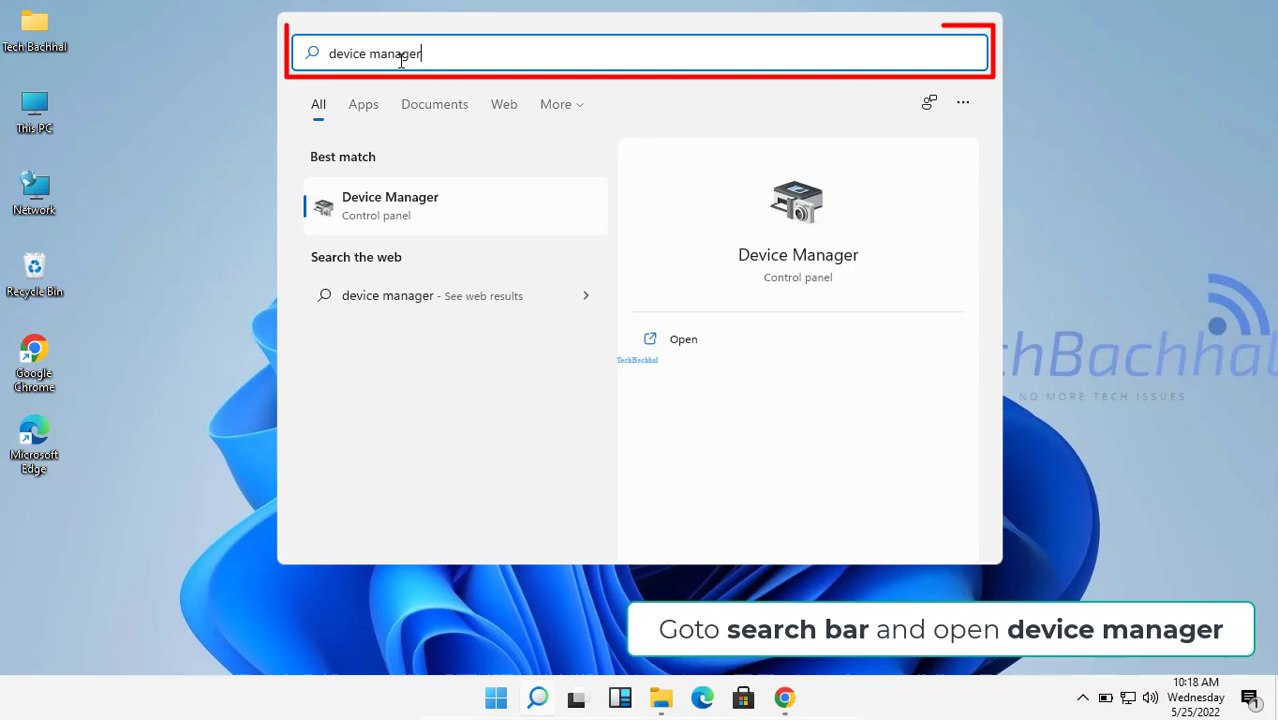 Tech Bachhal
This PC
Network
Recycle Bin
Google
Chrome
Microsoft
Edge
device manager
All
Apps
Documents
Web
More
Best match
Device Manager
Control panel
Search the web
device manager - See web results
Device Manager
Control panel
Open
TechBachhal
chBachhal
NO MORE TECH ISSUES
Goto search bar and open device manager
10:18 AM
Wednesday
5/25/2022
1